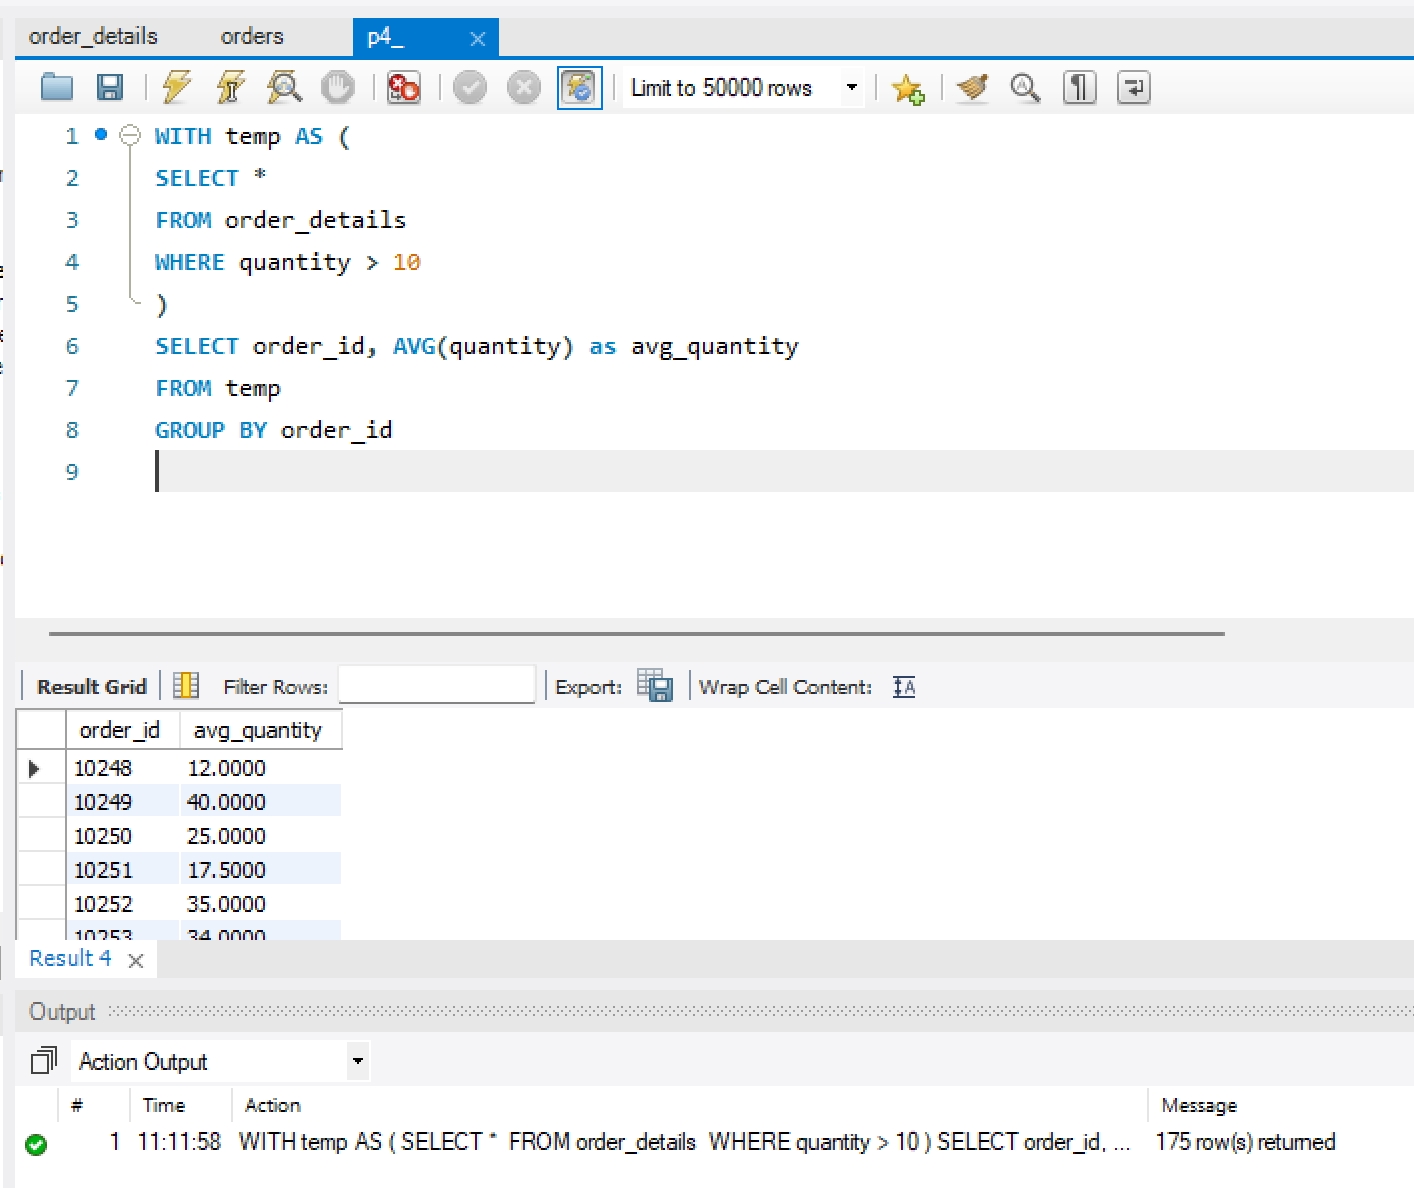 order_details orders p4_
Limit to 50000 rows
1 WITH temp AS (
2 SELECT *
3 FROM order_details
4 WHERE quantity > 10
5 )
6 SELECT order_id, AVG(quantity) as avg_quantity
7 FROM temp
8 GROUP BY order_id
9
Result Grid Filter Rows: Export: Wrap Cell Content:
order_id avg_quantity
10248 12.0000
10249 40.0000
10250 25.0000
10251 17.5000
10252 35.0000
10253 34.0000
Result 4
Output
Action Output
# Time Action Message
1 11:11:58 WITH temp AS ( SELECT * FROM order_details WHERE quantity > 10 ) SELECT order_id, ... 175 row(s) returned